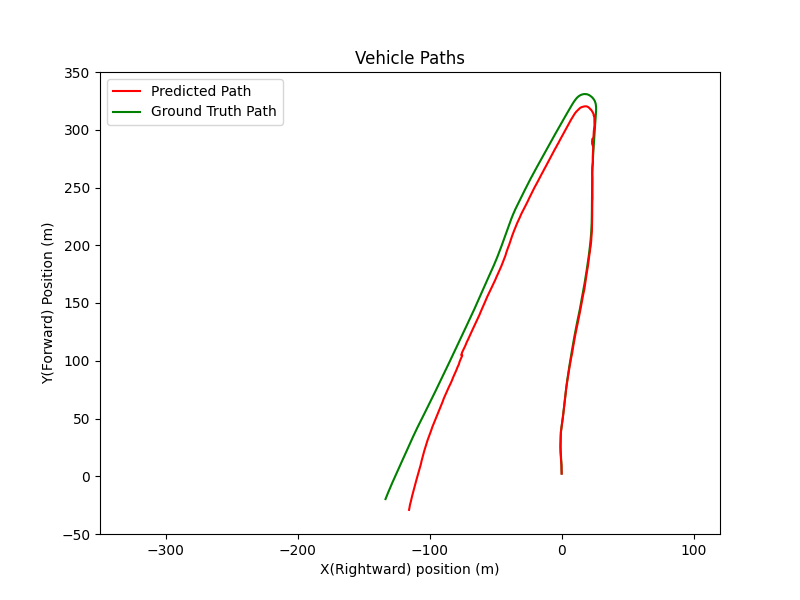 Vehicle Paths
Predicted Path
Ground Truth Path
350
300
250
200
150
100
50
0
−50
Y(Forward) Position (m)
−300
−200
−100
0
100
X(Rightward) position (m)